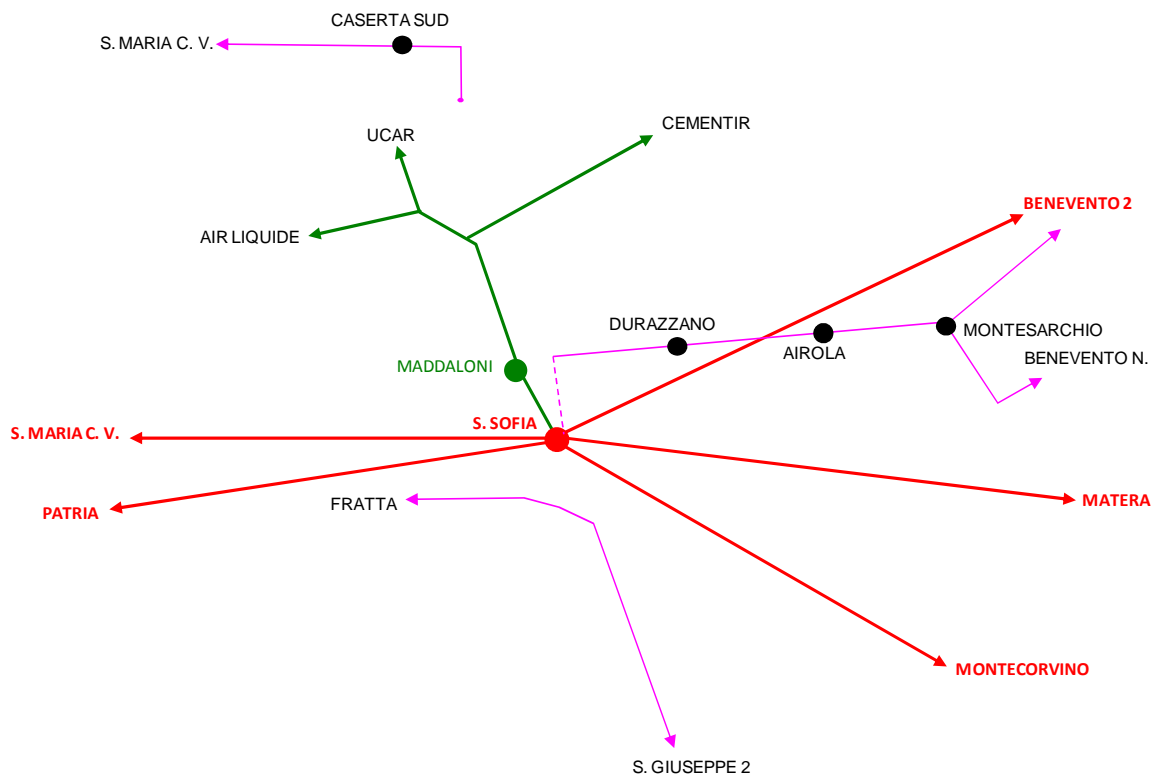 CASERTA SUD
S. MARIA C. V.
CEMENTIR
UCAR
BENEVENTO 2
AIR LIQUIDE
DURAZZANO
MONTESARCHIO
AIROLA
BENEVENTO N.
MADDALONI
S. SOFIA
S. MARIA C. V.
MATERA
FRATTA
PATRIA
MONTECORVINO
S. GIUSEPPE 2